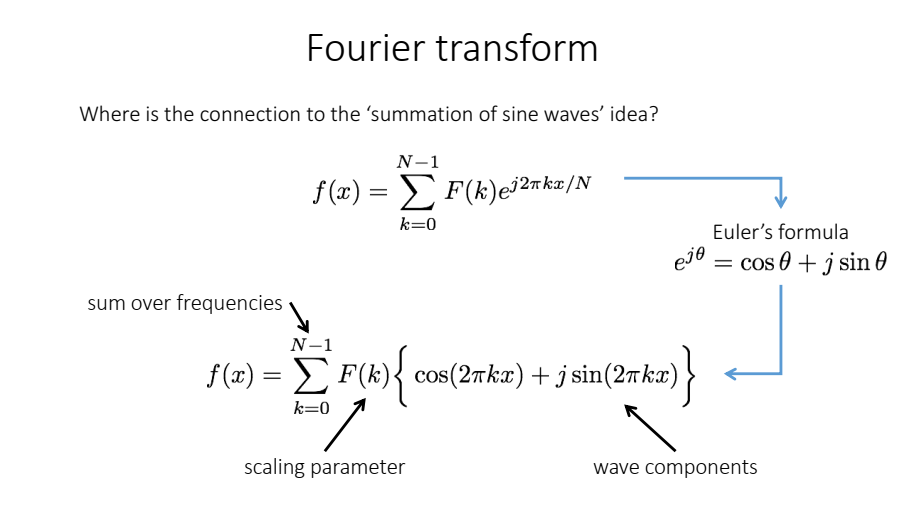 Fourier transform
Where is the connection to the ‘summation of sine waves’ idea?
f(x) = \sum_{k=0}^{N-1} F(k)e^{j2\pi kx/N}
Euler’s formula
e^{j\theta} = \cos\theta + j\sin\theta
sum over frequencies
f(x) = \sum_{k=0}^{N-1} F(k)\{\cos(2\pi kx) + j\sin(2\pi kx)\}
scaling parameter
wave components